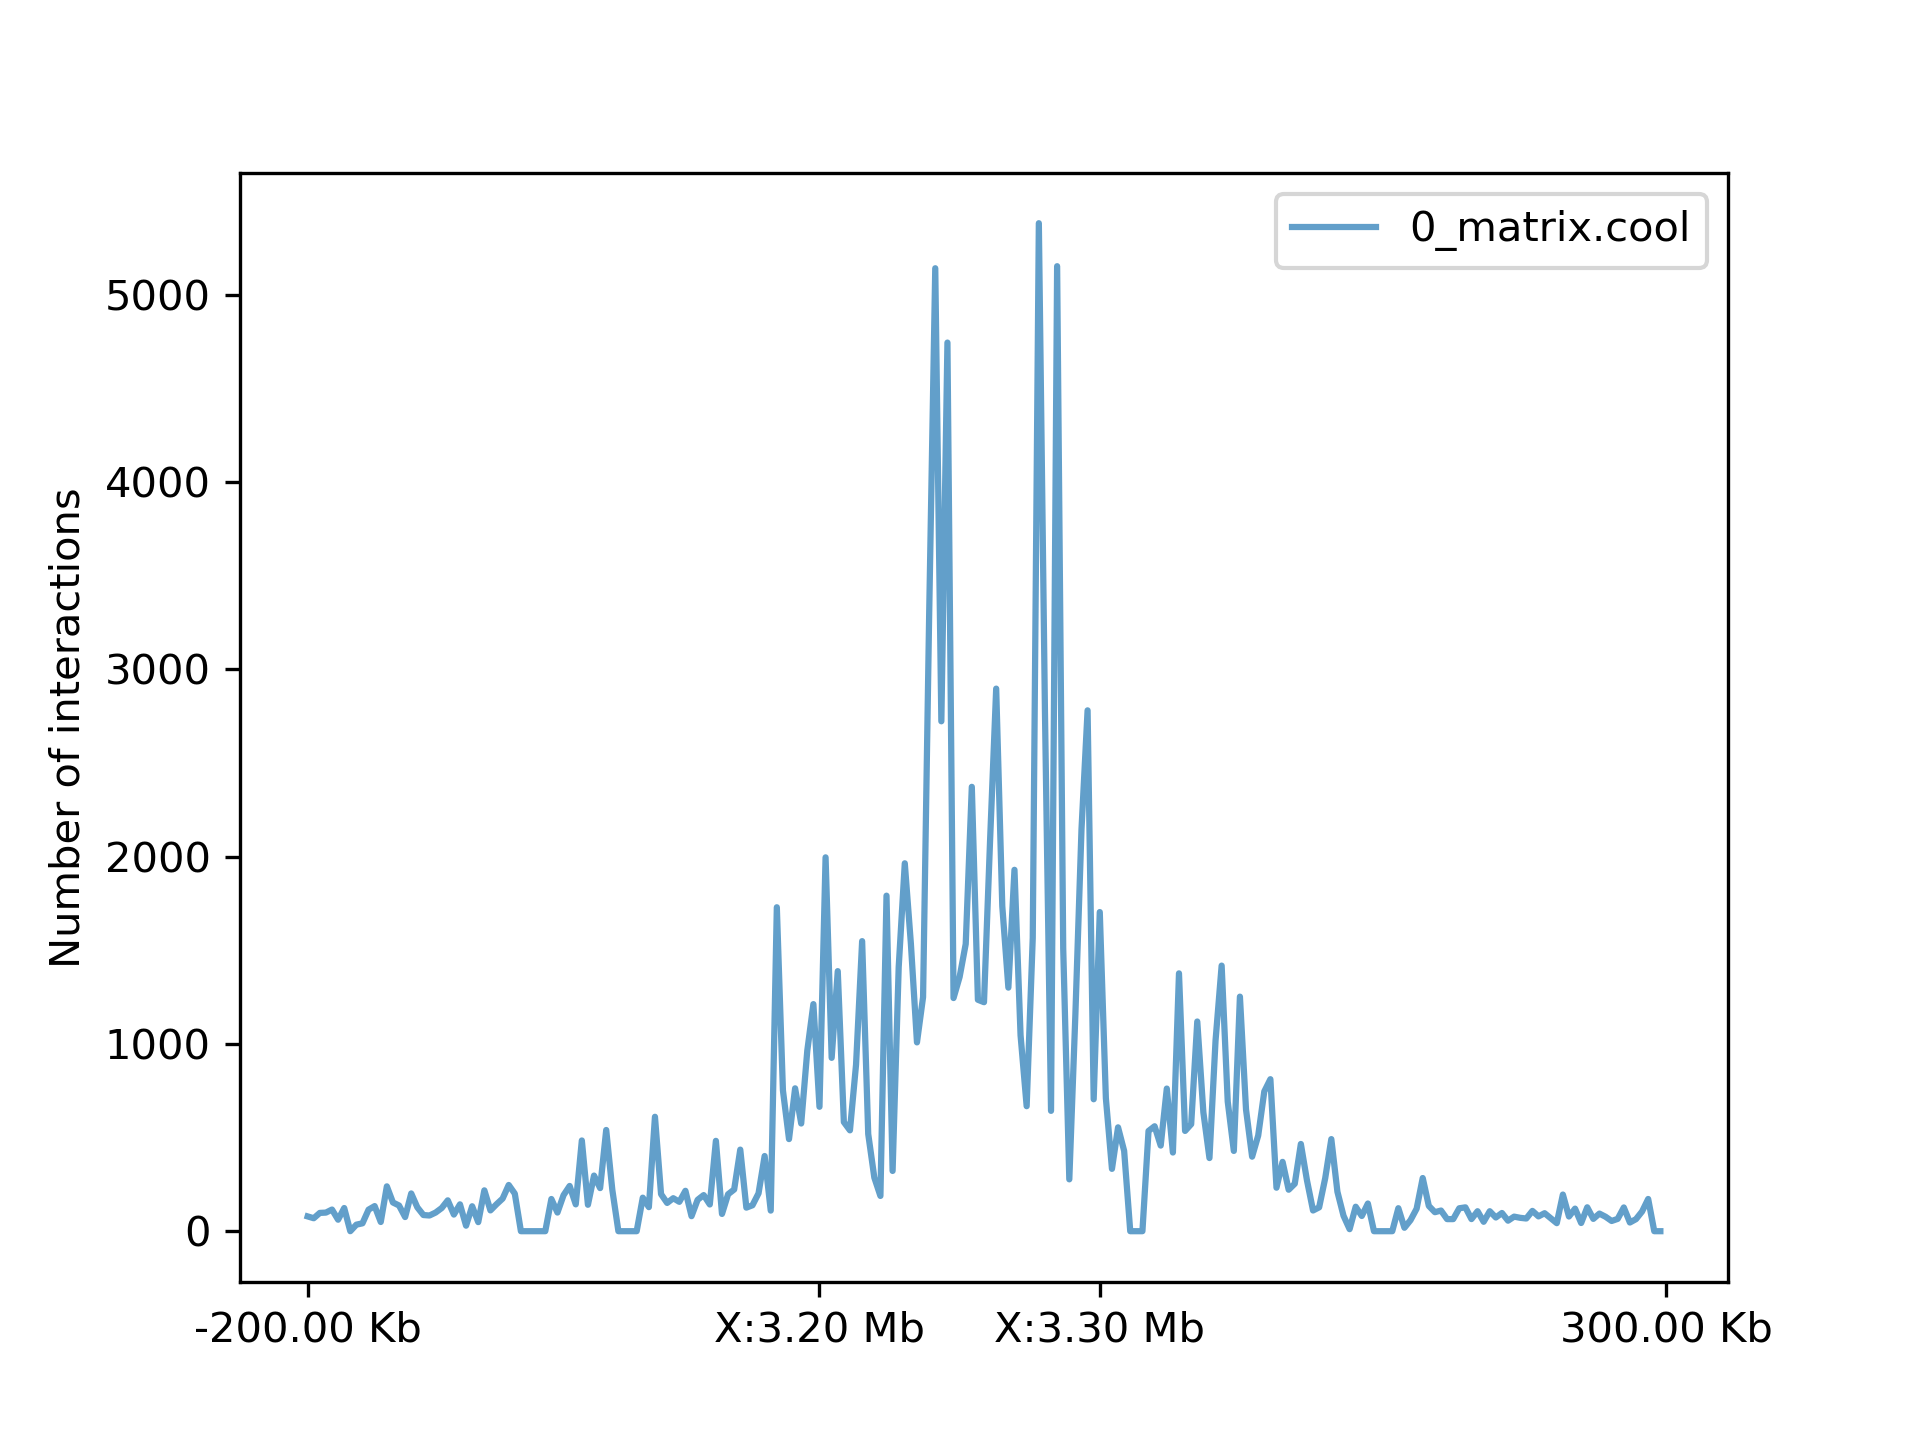 0_matrix.cool
Number of interactions
5000
4000
3000
2000
1000
0
-200.00 Kb
X:3.20 Mb
X:3.30 Mb
300.00 Kb